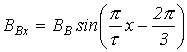 B_{Bx} = B_B sin(π/τ x − 2π/3)